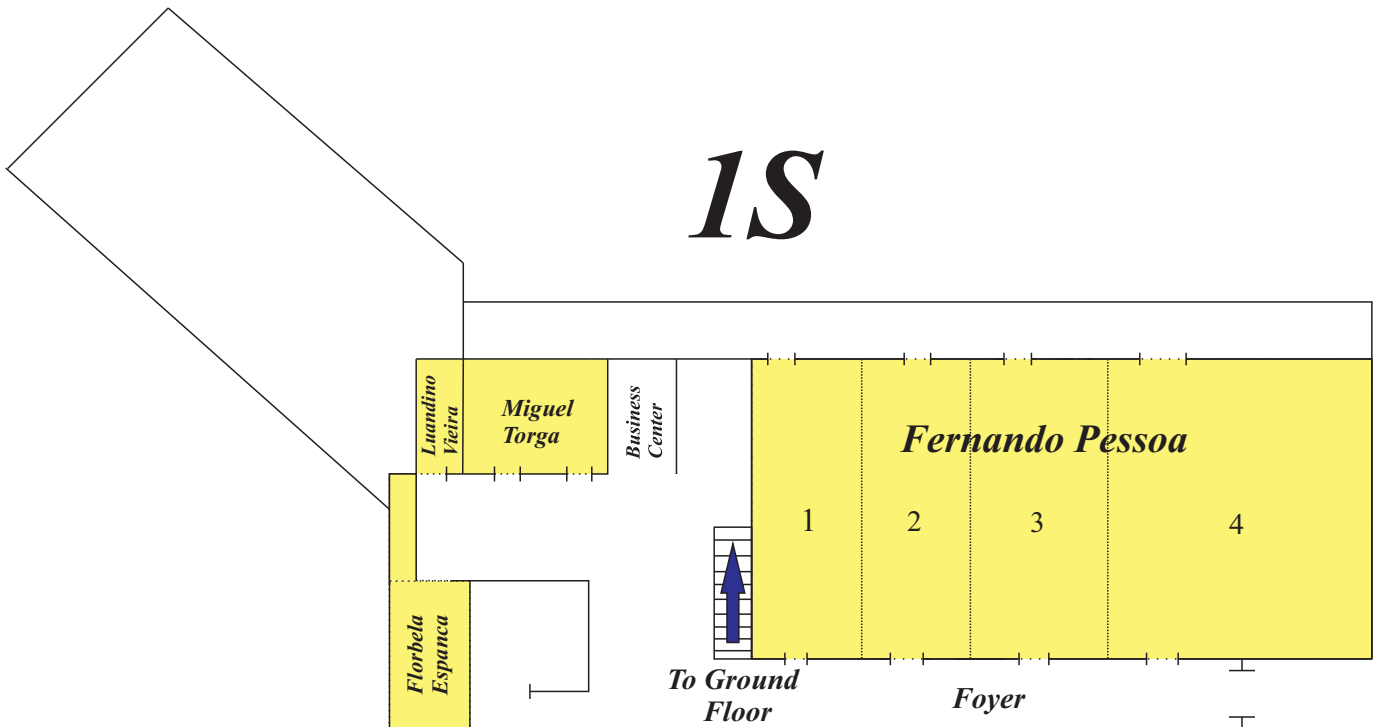 1S
Luandino
Vieira
Miguel
Torga
Business
Center
Fernando Pessoa
1
2
3
4
Florbela
Espanca
To Ground
Floor
Foyer